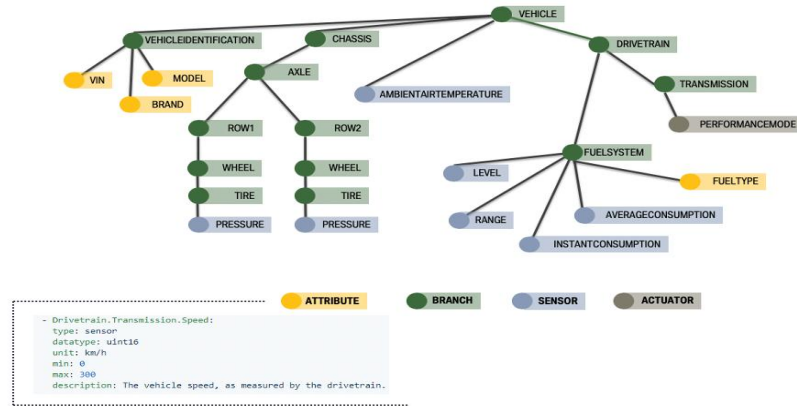 VEHICLE
VEHICLEIDENTIFICATION
CHASSIS
DRIVETRAIN
VIN
MODEL
BRAND
AXLE
AMBIENTAIRTEMPERATURE
TRANSMISSION
PERFORMANCEMODE
ROW1
ROW2
FUELSYSTEM
WHEEL
WHEEL
LEVEL
FUELTYPE
TIRE
TIRE
PRESSURE
PRESSURE
RANGE
AVERAGECONSUMPTION
INSTANTCONSUMPTION
ATTRIBUTE
BRANCH
SENSOR
ACTUATOR
- Drivetrain.Transmission.Speed:
type: sensor
datatype: uint16
unit: km/h
min: 0
max: 300
description: The vehicle speed, as measured by the drivetrain.